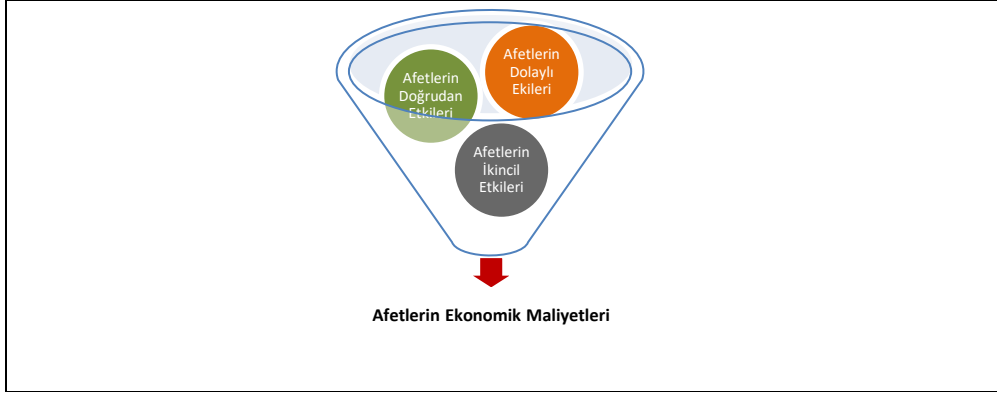 Afetlerin
Doğrudan
Etkileri
Afetlerin
Dolaylı
Ekileri
Afetlerin
İkincil
Etkileri
Afetlerin Ekonomik Maliyetleri